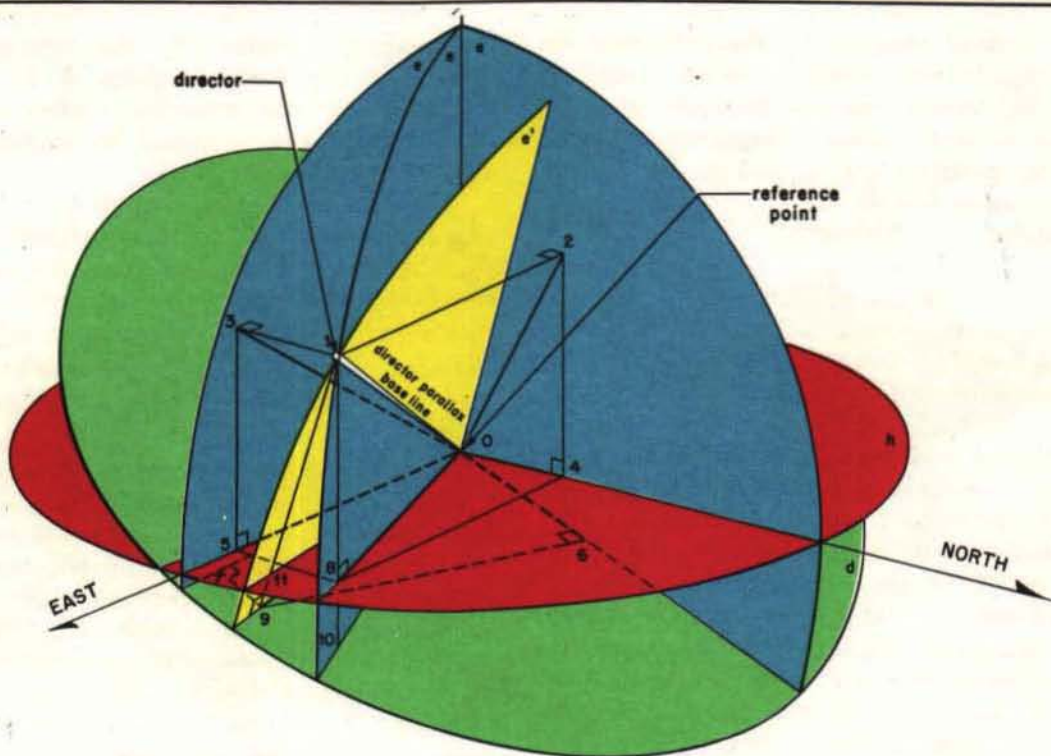 e e e
director
e'
reference
point
2
3
1
director parallax
base line
0
h
4
5
6
NORTH
d
EAST
8
11
9
10